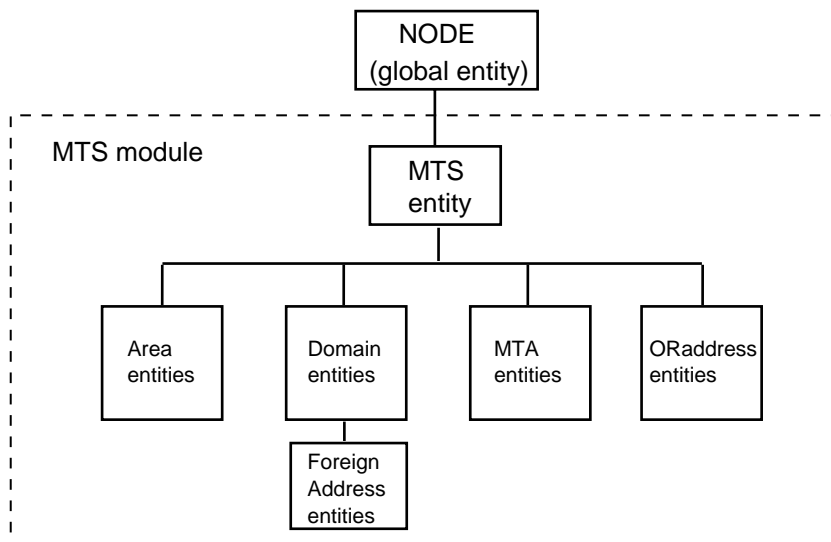 NODE
(global entity)
MTS module
MTS
entity
Area
entities
Domain
entities
MTA
entities
ORaddress
entities
Foreign
Address
entities